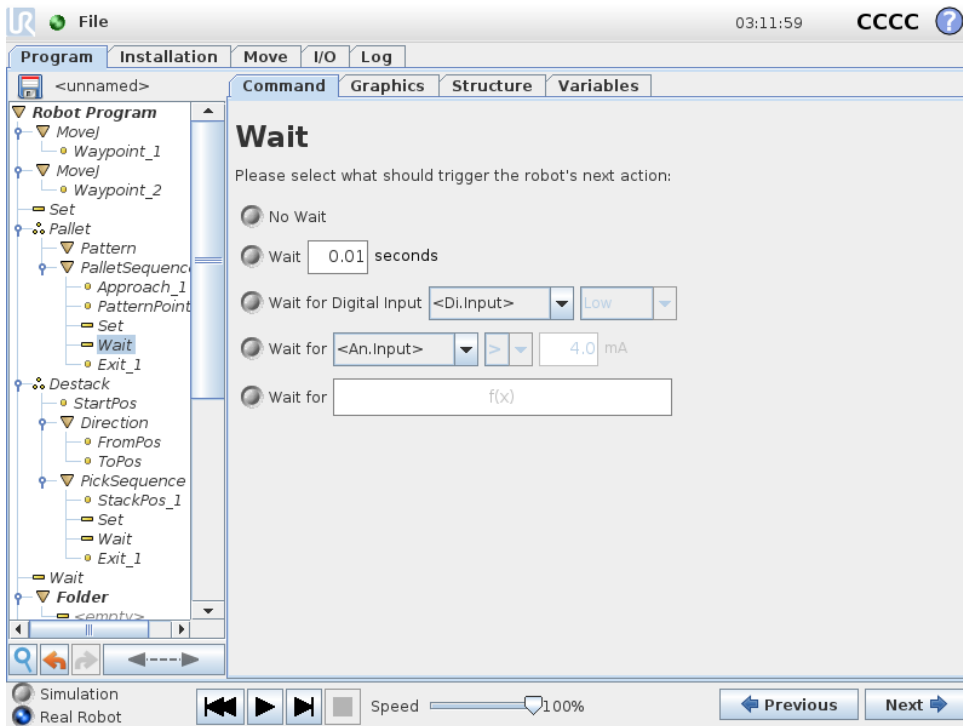 UR File 03:11:59 CCCC ?
Program Installation Move I/O Log
<unnamed> Command Graphics Structure Variables
Robot Program
MoveJ
Waypoint_1
MoveJ
Waypoint_2
Set
Pallet
Pattern
PalletSequenc
Approach_1
PatternPoint
Set
Wait
Exit_1
Destack
StartPos
Direction
FromPos
ToPos
PickSequence
StackPos_1
Set
Wait
Exit_1
Wait
Folder
<empty>
Wait
Please select what should trigger the robot's next action:
No Wait
Wait 0.01 seconds
Wait for Digital Input <Di.Input> Low
Wait for <An.Input> > 4.0 mA
Wait for f(x)
Simulation
Real Robot
Speed 100%
Previous Next